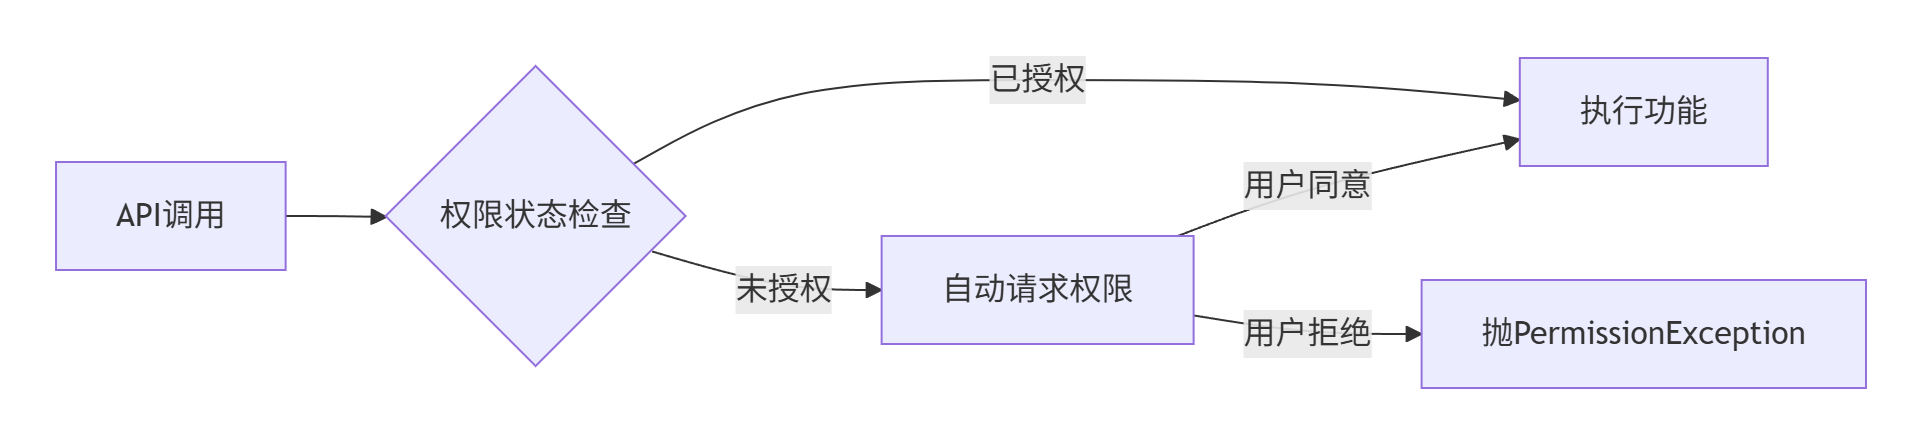 API调用
权限状态检查
已授权
未授权
自动请求权限
用户同意
用户拒绝
执行功能
抛PermissionException